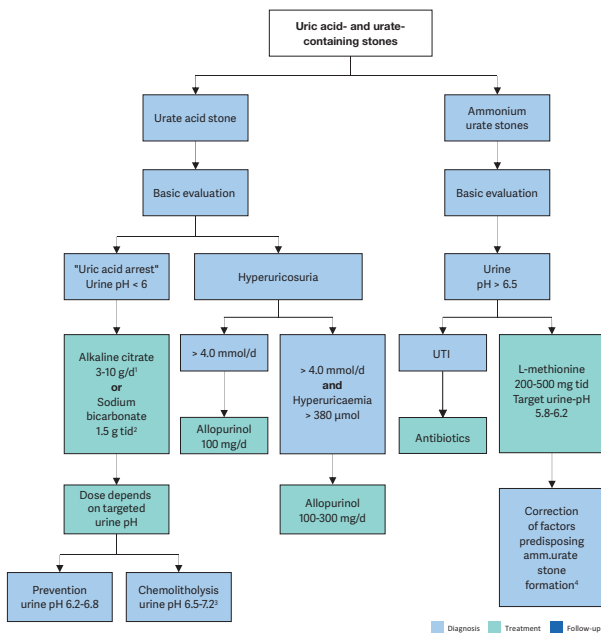 Uric acid- and urate-
containing stones-
Urate acid stone
Ammonium
urate stones
Basic evaluation
Basic evaluation
"Uric acid arrest"
Urine pH < 6
Hyperuricosuria
Urine
pH > 6.5
Alkaline citrate
3-10 g/d¹
or
Sodium
bicarbonate
1.5 g tid²
> 4.0 mmol/d
> 4.0 mmol/d
and
Hyperuricaemia
> 380 µmol
UTI
L-methionine
200-500 mg tid
Target urine-pH
5.8-6.2
Allopurinol
100 mg/d
Antibiotics
Dose depends
on targeted
urine pH
Allopurinol
100-300 mg/d
Correction
of factors
predisposing
amm.urate
stone
formation⁴
Prevention
urine pH 6.2-6.8
Chemolitholysis
urine pH 6.5-7.2³
Diagnosis
Treatment
Follow-up